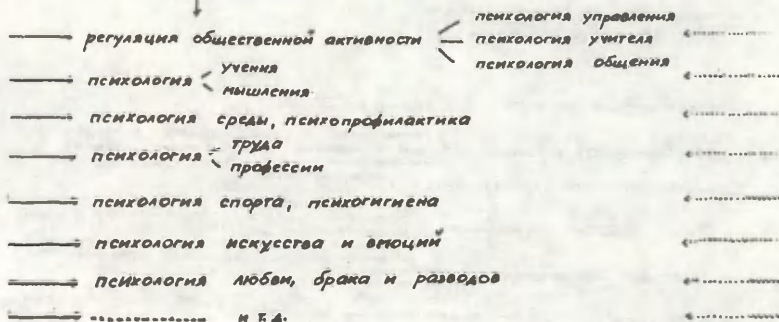 психология управления
регуляция общественной активности психология учителя
психология общения
учения
психология
мышления
психология среды, психопрофилактика
труда
психология
профессии
психология спорта, психогигиена
психология искусства и эмоций
психология любви, брака и разводов
и т.д.